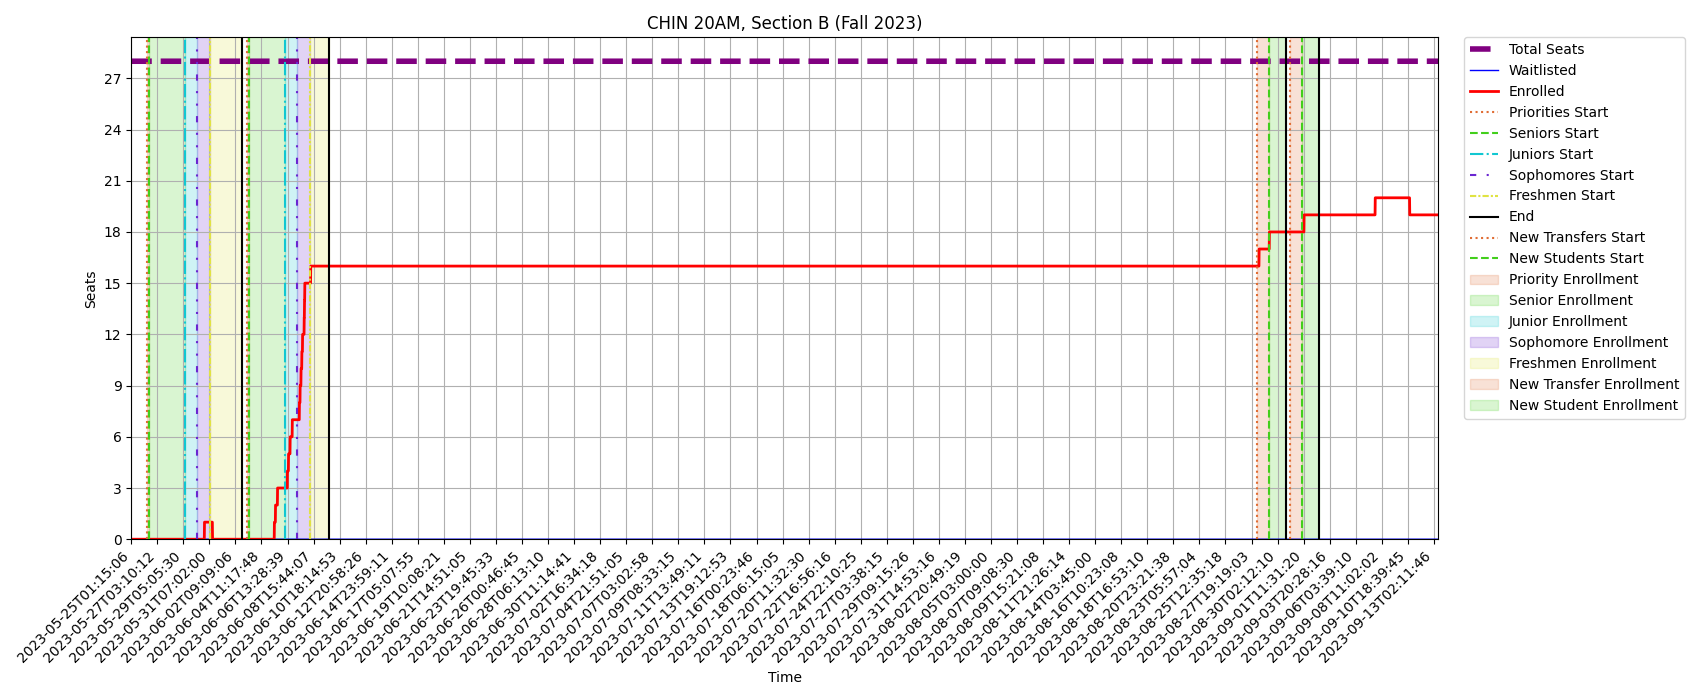 CHIN 20AM, Section B (Fall 2023)
27
24
21
18
15
12
9
6
3
0
Seats
2023-05-25T01:15:06
2023-05-27T03:10:12
2023-05-29T05:05:30
2023-05-31T07:02:00
2023-06-02T09:09:06
2023-06-04T11:17:48
2023-06-06T13:28:39
2023-06-08T15:44:07
2023-06-10T18:14:53
2023-06-12T20:58:26
2023-06-14T23:59:11
2023-06-17T05:07:55
2023-06-19T10:08:21
2023-06-21T14:51:05
2023-06-23T19:45:33
2023-06-26T00:46:45
2023-06-28T06:13:10
2023-06-30T11:14:41
2023-07-02T16:34:18
2023-07-04T21:51:05
2023-07-07T03:02:58
2023-07-09T08:33:15
2023-07-11T13:49:11
2023-07-13T19:12:53
2023-07-16T00:23:46
2023-07-18T06:15:05
2023-07-20T11:32:30
2023-07-22T16:56:16
2023-07-24T22:10:25
2023-07-27T03:38:15
2023-07-29T09:15:26
2023-07-31T14:53:16
2023-08-02T20:49:19
2023-08-05T03:00:00
2023-08-07T09:08:30
2023-08-09T15:21:08
2023-08-11T21:26:14
2023-08-14T03:45:00
2023-08-16T10:23:08
2023-08-18T16:53:10
2023-08-20T23:21:38
2023-08-23T05:57:04
2023-08-25T12:35:18
2023-08-27T19:19:03
2023-08-30T02:12:10
2023-09-01T11:31:20
2023-09-03T20:28:16
2023-09-06T03:39:10
2023-09-08T11:02:02
2023-09-10T18:39:45
2023-09-13T02:11:46
Time
Total Seats
Waitlisted
Enrolled
Priorities Start
Seniors Start
Juniors Start
Sophomores Start
Freshmen Start
End
New Transfers Start
New Students Start
Priority Enrollment
Senior Enrollment
Junior Enrollment
Sophomore Enrollment
Freshmen Enrollment
New Transfer Enrollment
New Student Enrollment